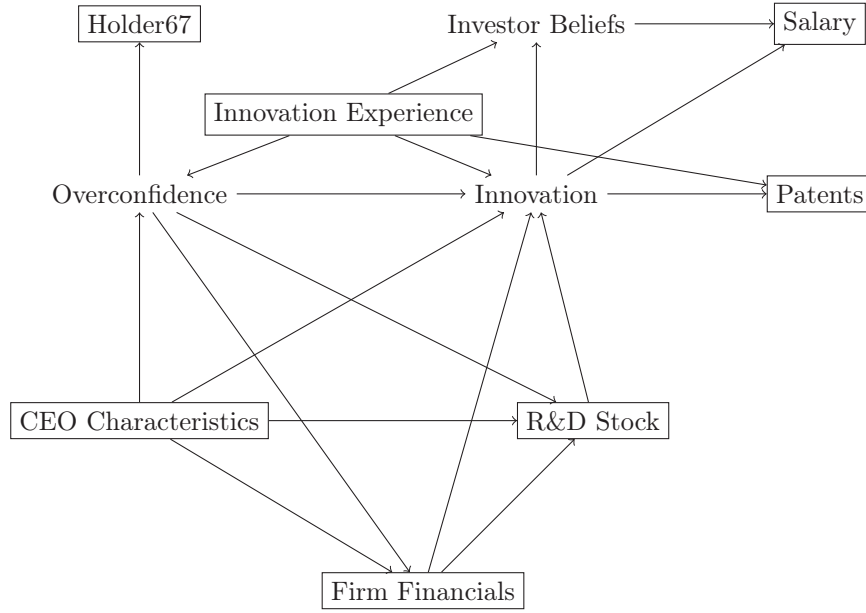 Holder67
Investor Beliefs
Salary
Innovation Experience
Overconfidence
Innovation
Patents
CEO Characteristics
R&D Stock
Firm Financials